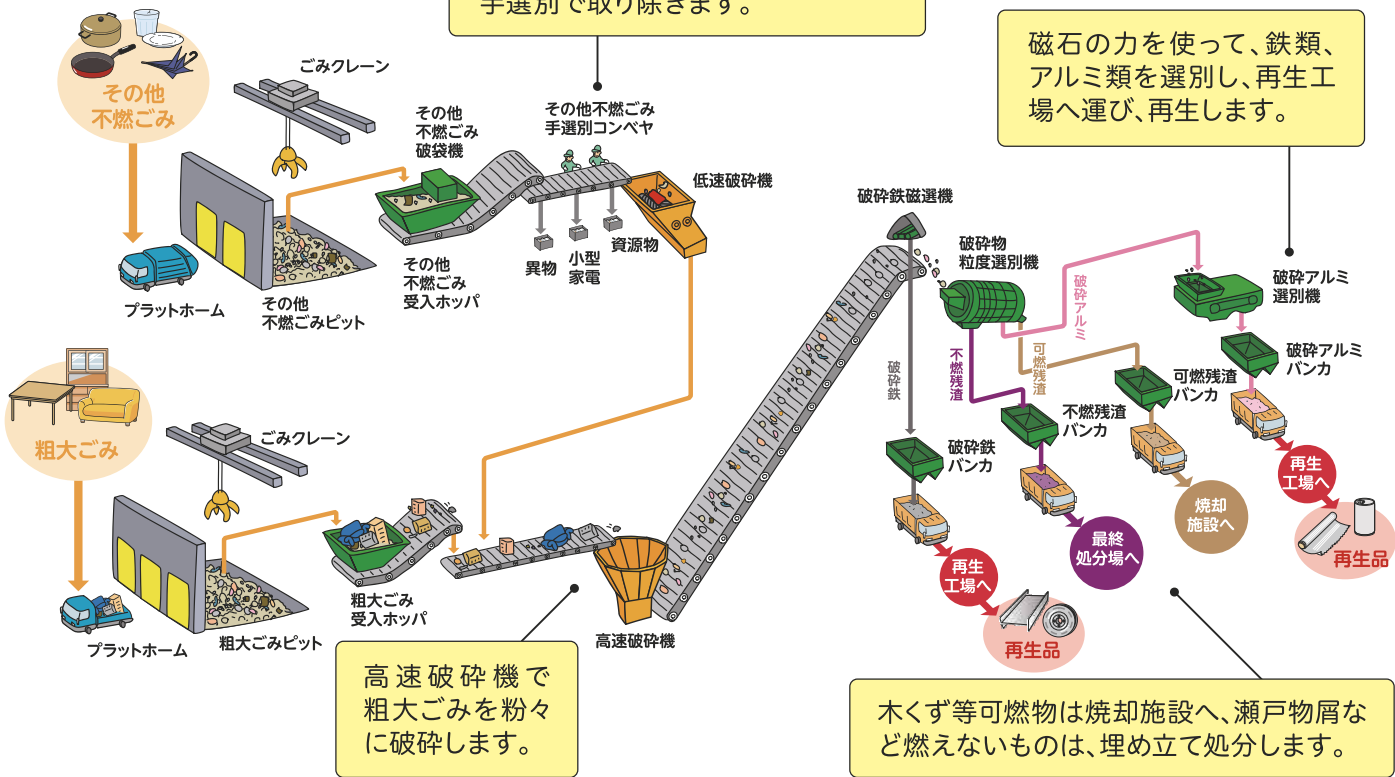 手選別で取り除きます。
磁石の力を使って、鉄類、
アルミ類を選別し、再生工
場へ運び、再生します。
その他
不燃ごみ
ごみクレーン
その他
不燃ごみ
破袋機
その他不燃ごみ
手選別コンベヤ
低速破砕機
異物
小型
家電
資源物
その他
不燃ごみ
受入ホッパ
プラットホーム
その他
不燃ごみピット
破砕鉄磁選機
破砕物
粒度選別機
破砕アルミ
破砕アルミ
選別機
破砕アルミ
バンカ
破砕鉄
不燃残渣
可燃残渣
可燃残渣
バンカ
不燃残渣
バンカ
破砕鉄
バンカ
再生
工場へ
再生品
焼却
施設へ
最終
処分場へ
再生
工場へ
再生品
粗大ごみ
ごみクレーン
プラットホーム
粗大ごみピット
粗大ごみ
受入ホッパ
高速破砕機
高速破砕機で
粗大ごみを粉々
に破砕します。
木くず等可燃物は焼却施設へ、瀬戸物屑な
ど燃えないものは、埋め立て処分します。